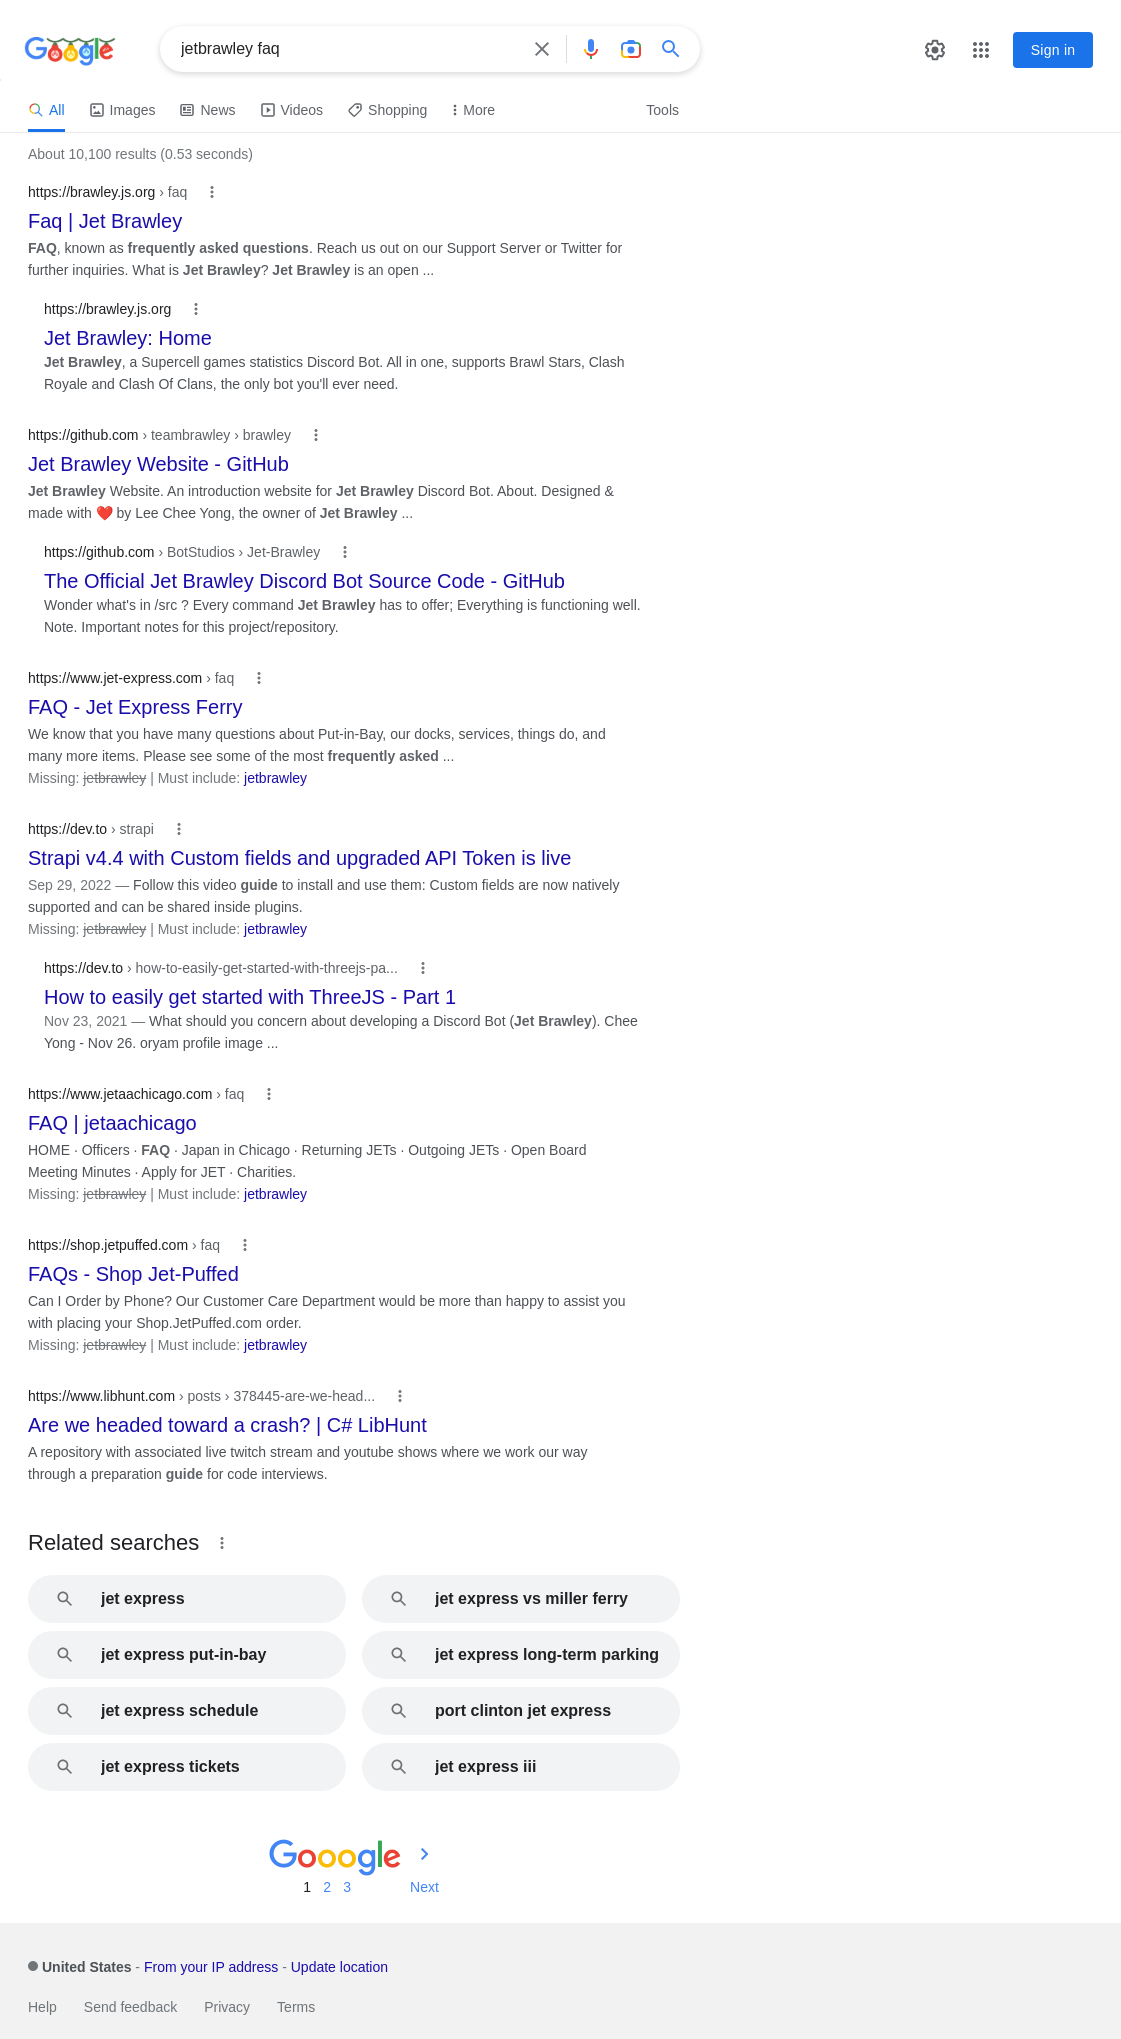 Google
jetbrawley faq
Sign in
All
Images
News
Videos
Shopping
More
Tools
About 10,100 results (0.53 seconds)
https://brawley.js.org › faq
Faq | Jet Brawley
FAQ, known as frequently asked questions. Reach us out on our Support Server or Twitter for
further inquiries. What is Jet Brawley? Jet Brawley is an open ...
https://brawley.js.org
Jet Brawley: Home
Jet Brawley, a Supercell games statistics Discord Bot. All in one, supports Brawl Stars, Clash
Royale and Clash Of Clans, the only bot you'll ever need.
https://github.com › teambrawley › brawley
Jet Brawley Website - GitHub
Jet Brawley Website. An introduction website for Jet Brawley Discord Bot. About. Designed &
made with ❤️ by Lee Chee Yong, the owner of Jet Brawley ...
https://github.com › BotStudios › Jet-Brawley
The Official Jet Brawley Discord Bot Source Code - GitHub
Wonder what's in /src ? Every command Jet Brawley has to offer; Everything is functioning well.
Note. Important notes for this project/repository.
https://www.jet-express.com › faq
FAQ - Jet Express Ferry
We know that you have many questions about Put-in-Bay, our docks, services, things do, and
many more items. Please see some of the most frequently asked ...
Missing: jetbrawley | Must include: jetbrawley
https://dev.to › strapi
Strapi v4.4 with Custom fields and upgraded API Token is live
Sep 29, 2022 — Follow this video guide to install and use them: Custom fields are now natively
supported and can be shared inside plugins.
Missing: jetbrawley | Must include: jetbrawley
https://dev.to › how-to-easily-get-started-with-threejs-pa...
How to easily get started with ThreeJS - Part 1
Nov 23, 2021 — What should you concern about developing a Discord Bot (Jet Brawley). Chee
Yong - Nov 26. oryam profile image ...
https://www.jetaachicago.com › faq
FAQ | jetaachicago
HOME · Officers · FAQ · Japan in Chicago · Returning JETs · Outgoing JETs · Open Board
Meeting Minutes · Apply for JET · Charities.
Missing: jetbrawley | Must include: jetbrawley
https://shop.jetpuffed.com › faq
FAQs - Shop Jet-Puffed
Can I Order by Phone? Our Customer Care Department would be more than happy to assist you
with placing your Shop.JetPuffed.com order.
Missing: jetbrawley | Must include: jetbrawley
https://www.libhunt.com › posts › 378445-are-we-head...
Are we headed toward a crash? | C# LibHunt
A repository with associated live twitch stream and youtube shows where we work our way
through a preparation guide for code interviews.
Related searches
jet express
jet express vs miller ferry
jet express put-in-bay
jet express long-term parking
jet express schedule
port clinton jet express
jet express tickets
jet express iii
Gooogle
1 2 3 Next
United States - From your IP address - Update location
Help Send feedback Privacy Terms